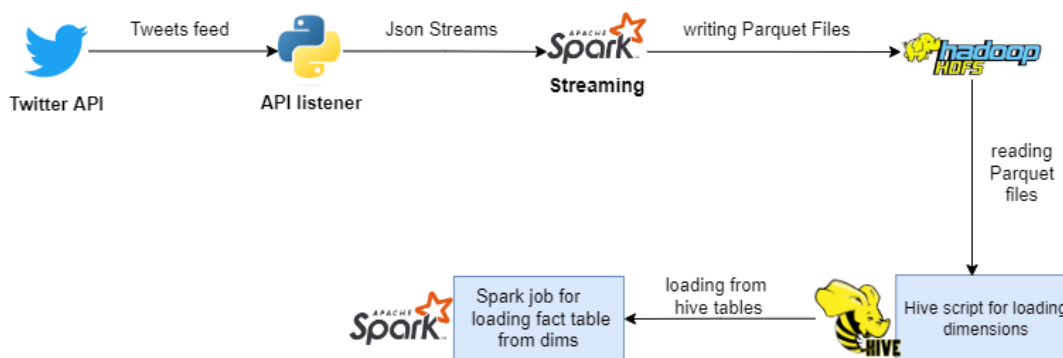 Tweets feed
Json Streams
writing Parquet Files
APACHE
Spark
hadoop
HDFS
Twitter API
API listener
Streaming
reading
Parquet
files
loading from
hive tables
Spark job for
loading fact table
from dims
APACHE
Spark
HIVE
Hive script for loading
dimensions